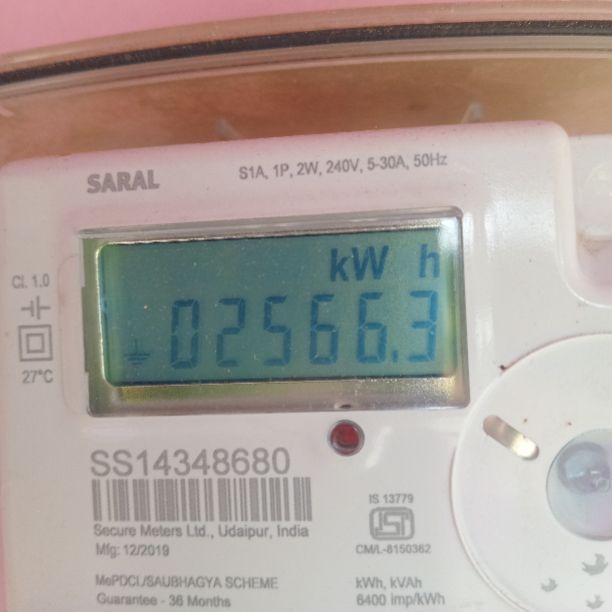 SARAL
S1A, 1P, 2W, 240V, 5-30A, 50Hz
kW h
02566.3
Cl. 1.0
27°C
SS14348680
Secure Meters Ltd., Udaipur, India
Mfg: 12/2019
IS 13779
ISI
CM/L-8150362
MePDCL/SAUBHAGYA SCHEME
Guarantee - 36 Months
kWh, kVAh
6400 imp/kWh